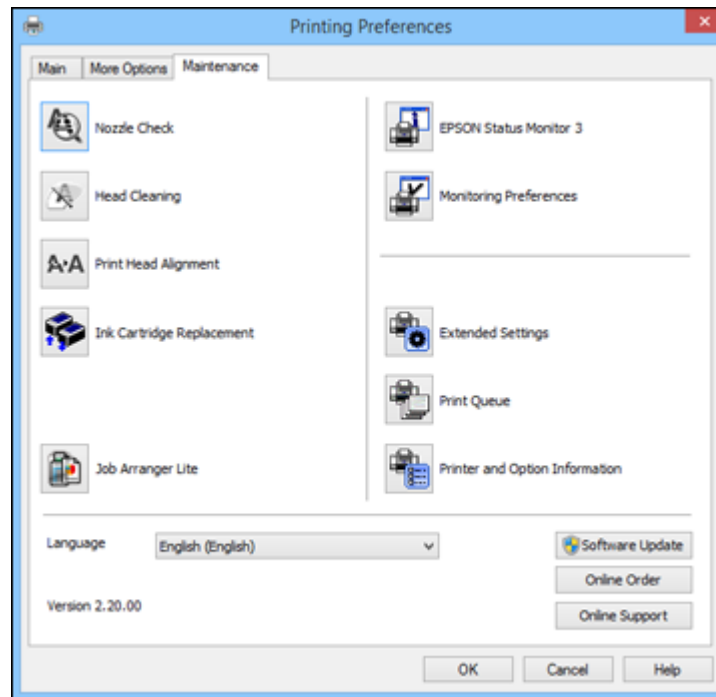 Printing Preferences
Main
More Options
Maintenance
Nozzle Check
EPSON Status Monitor 3
Head Cleaning
Monitoring Preferences
Print Head Alignment
Ink Cartridge Replacement
Extended Settings
Print Queue
Job Arranger Lite
Printer and Option Information
Language
English (English)
Software Update
Online Order
Version 2.20.00
Online Support
OK
Cancel
Help